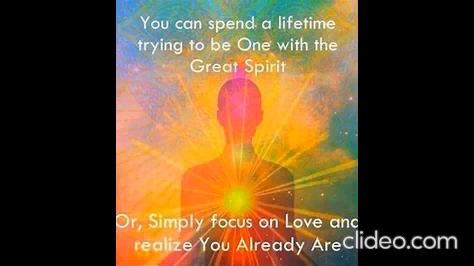 You can spend a lifetime
trying to be One with the
Great Spirit
Or, Simply focus on Love and
realize You Already Are
clideo.com